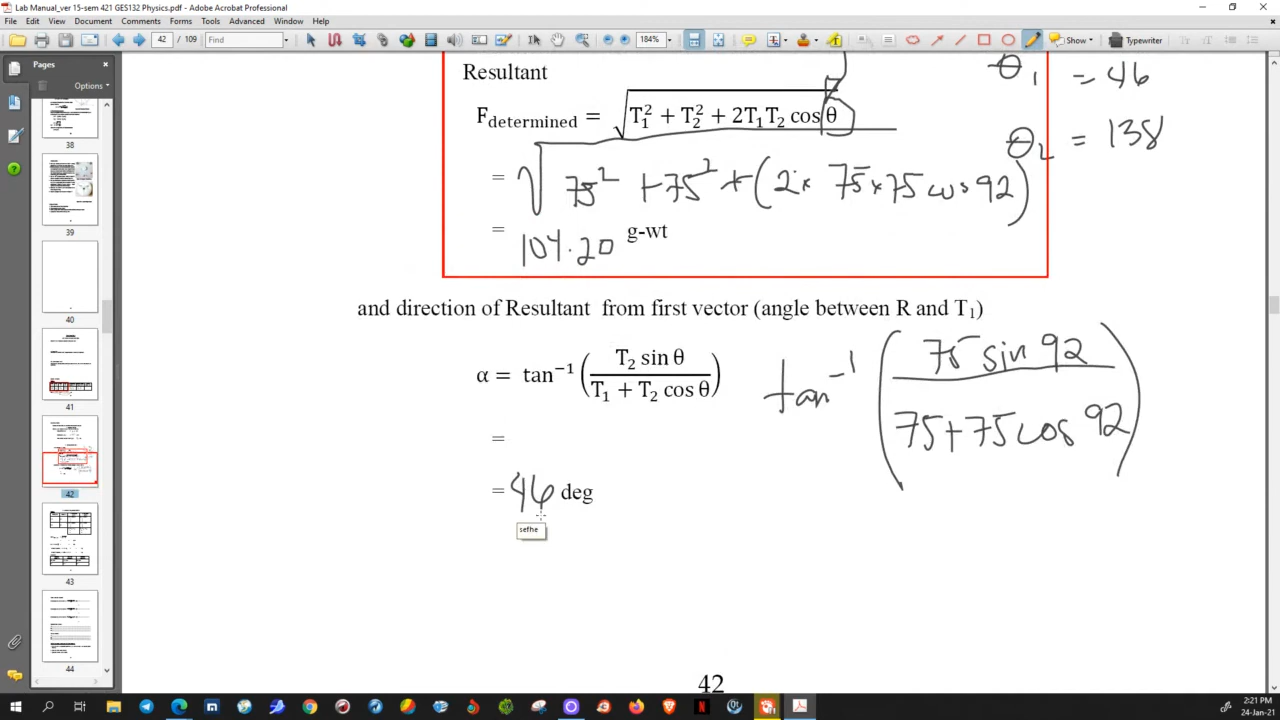 Lab Manual_ver 15-sem 421 GES132 Physics.pdf - Adobe Acrobat Professional
File Edit View Document Comments Forms Tools Advanced Window Help
42 / 109 Find 184% Show Typewriter
Pages
Options
38
39
40
41
42
43
44
Resultant
F_determined = √(T₁² + T₂² + 2T₁T₂ cos θ)
= √(75² + 75² + (2 × 75 × 75 cos 92)
= 104.20 g-wt
θ₁ = 46
θ₂ = 138
and direction of Resultant from first vector (angle between R and T₁)
α = tan⁻¹ (T₂ sin θ / T₁ + T₂ cos θ) tan⁻¹ (75 sin 92 / 75 + 75 cos 92)
=
= 46 deg
sefhe
42
2:21 PM
24-Jan-21